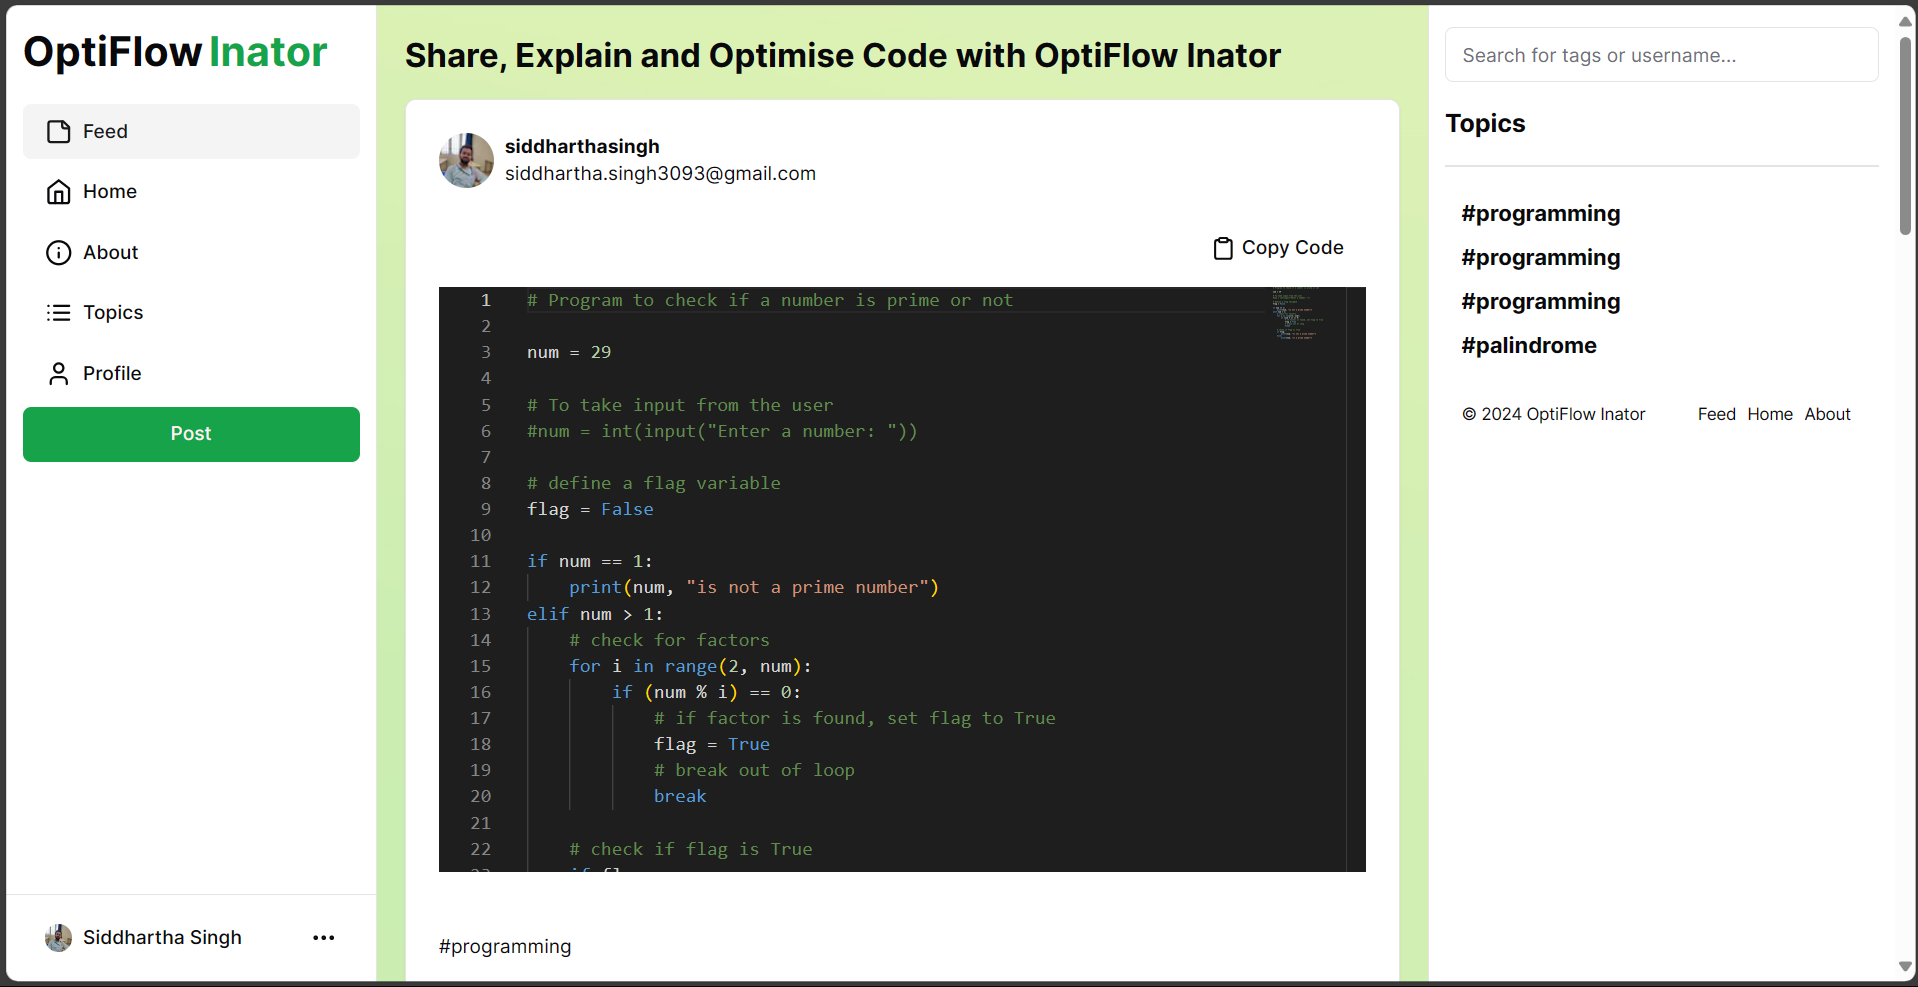 OptiFlow Inator
Feed
Home
About
Topics
Profile
Post
Siddhartha Singh
Share, Explain and Optimise Code with OptiFlow Inator
siddharthasingh
siddhartha.singh3093@gmail.com
Copy Code
1 # Program to check if a number is prime or not
2
3 num = 29
4
5 # To take input from the user
6 #num = int(input("Enter a number: "))
7
8 # define a flag variable
9 flag = False
10
11 if num == 1:
12     print(num, "is not a prime number")
13 elif num > 1:
14     # check for factors
15     for i in range(2, num):
16         if (num % i) == 0:
17             # if factor is found, set flag to True
18             flag = True
19             # break out of loop
20             break
21
22     # check if flag is True
#programming
Search for tags or username...
Topics
#programming
#programming
#programming
#palindrome
© 2024 OptiFlow Inator Feed Home About